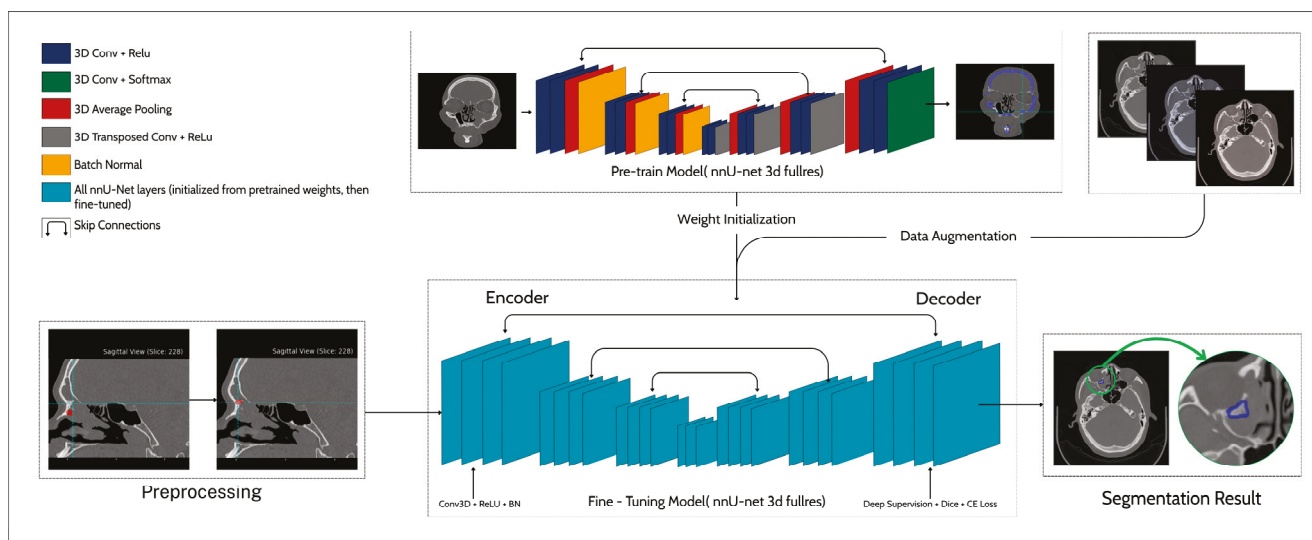 3D Conv + Relu
3D Conv + Softmax
3D Average Pooling
3D Transposed Conv + ReLu
Batch Normal
All nnU-Net layers (initialized from pretrained weights, then
fine-tuned)
Skip Connections
Pre-train Model( nnU-net 3d fullres)
Weight Initialization
Data Augmentation
Encoder
Decoder
Sagittal View (Slice: 228)
Sagittal View (Slice: 228)
Preprocessing
Conv3D + ReLU + BN
Fine - Tuning Model( nnU-net 3d fullres)
Deep Supervision + Dice + CE Loss
Segmentation Result